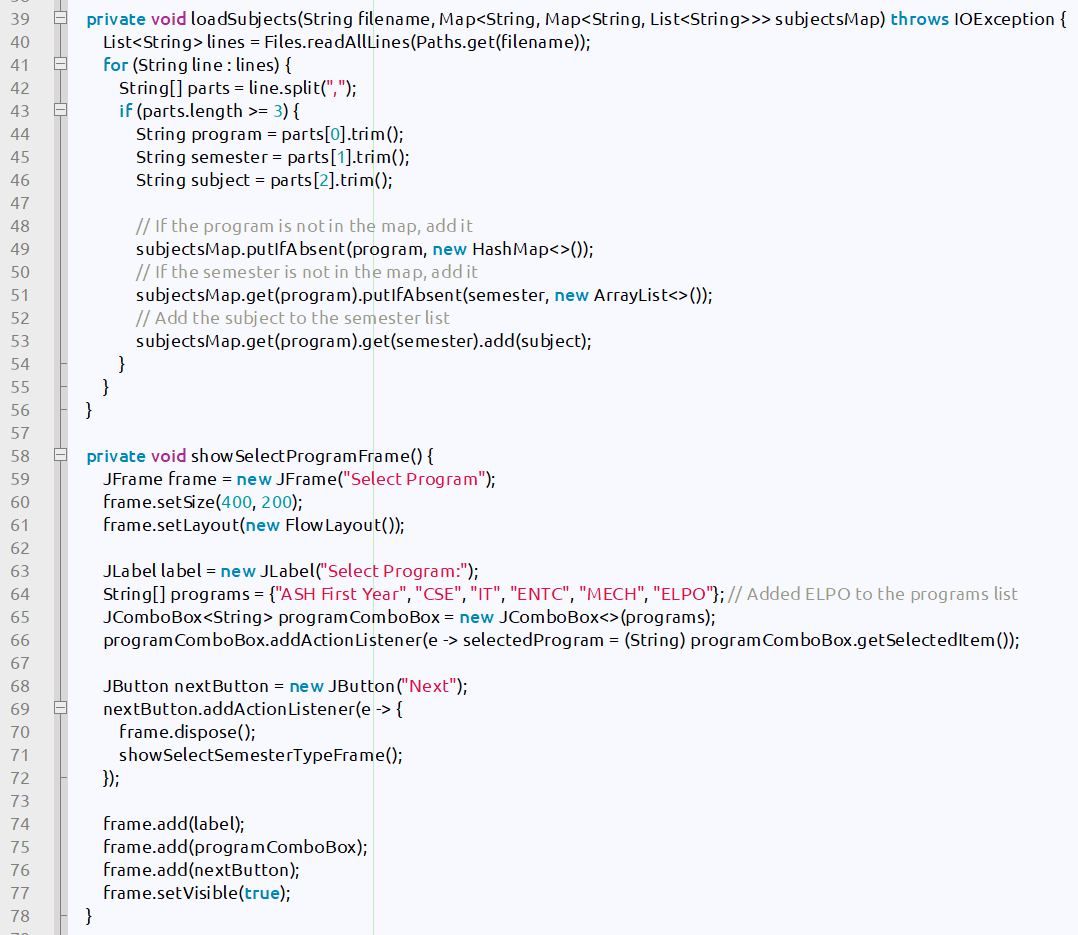 39 private void loadSubjects(String filename, Map<String, Map<String, List<String>>> subjectsMap) throws IOException {
40 List<String> lines = Files.readAllLines(Paths.get(filename));
41 for (String line : lines) {
42 String[] parts = line.split(",");
43 if (parts.length >= 3) {
44 String program = parts[0].trim();
45 String semester = parts[1].trim();
46 String subject = parts[2].trim();
47
48 // If the program is not in the map, add it
49 subjectsMap.putIfAbsent(program, new HashMap<>());
50 // If the semester is not in the map, add it
51 subjectsMap.get(program).putIfAbsent(semester, new ArrayList<>());
52 // Add the subject to the semester list
53 subjectsMap.get(program).get(semester).add(subject);
54 }
55 }
56 }
57
58 private void showSelectProgramFrame() {
59 JFrame frame = new JFrame("Select Program");
60 frame.setSize(400, 200);
61 frame.setLayout(new FlowLayout());
62
63 JLabel label = new JLabel("Select Program:");
64 String[] programs = {"ASH First Year", "CSE", "IT", "ENTC", "MECH", "ELPO"}; // Added ELPO to the programs list
65 JComboBox<String> programComboBox = new JComboBox<>(programs);
66 programComboBox.addActionListener(e -> selectedProgram = (String) programComboBox.getSelectedItem());
67
68 JButton nextButton = new JButton("Next");
69 nextButton.addActionListener(e -> {
70 frame.dispose();
71 showSelectSemesterTypeFrame();
72 });
73
74 frame.add(label);
75 frame.add(programComboBox);
76 frame.add(nextButton);
77 frame.setVisible(true);
78 }